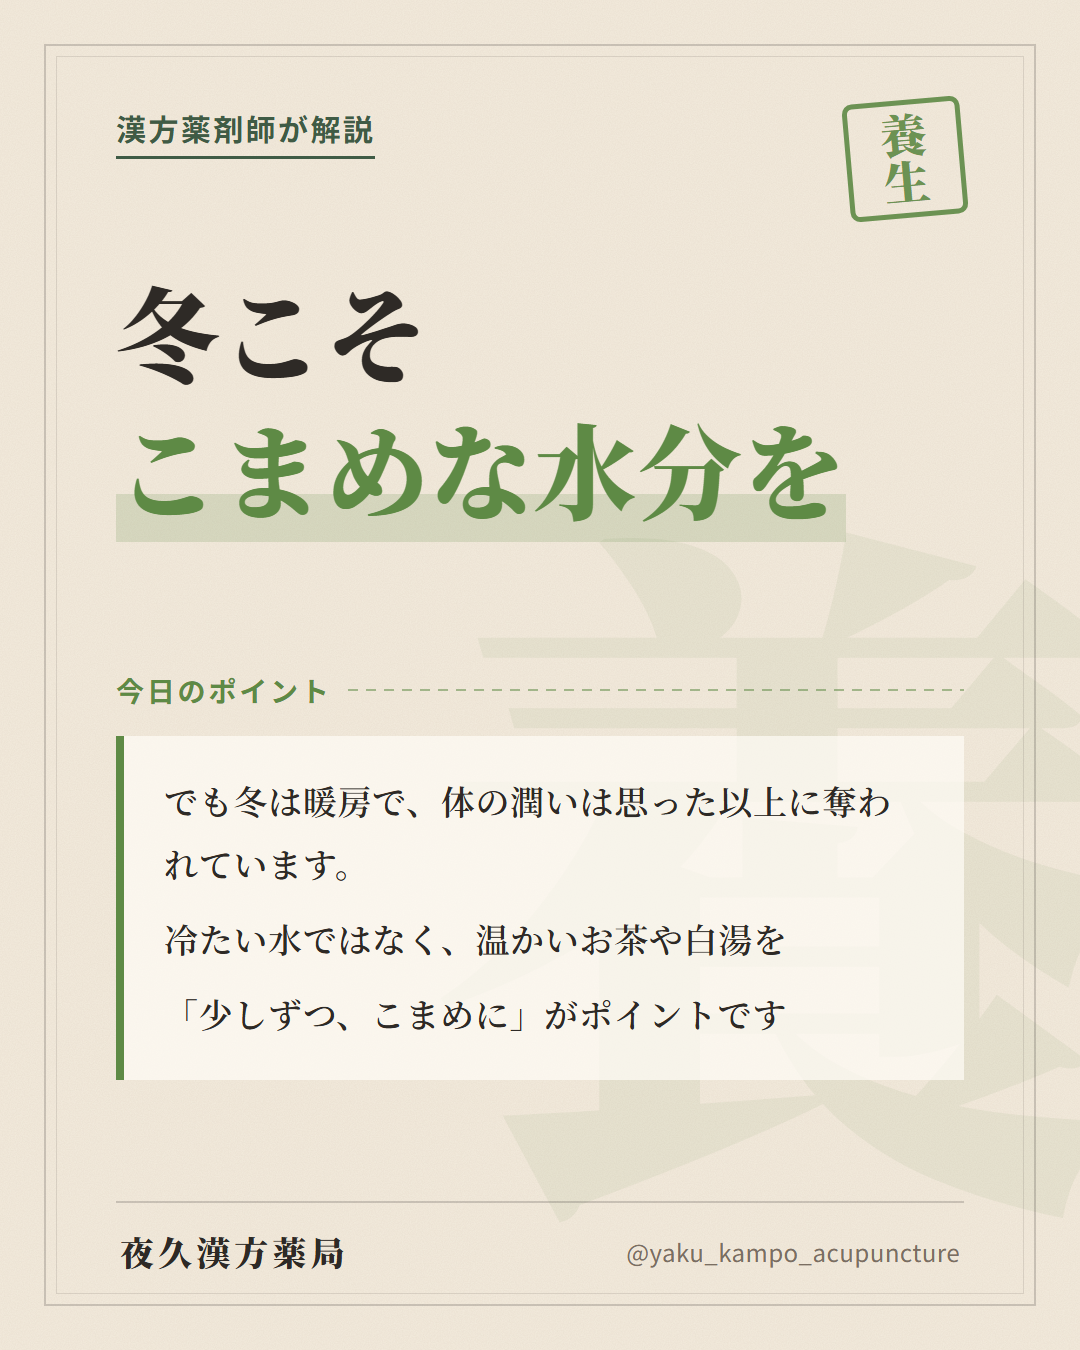 漢方薬剤師が解説
養生
冬こそ
こまめな水分を
今日のポイント
でも冬は暖房で、体の潤いは思った以上に奪わ
れています。
冷たい水ではなく、温かいお茶や白湯を
「少しずつ、こまめに」がポイントです
夜久漢方薬局
@yaku_kampo_acupuncture
養